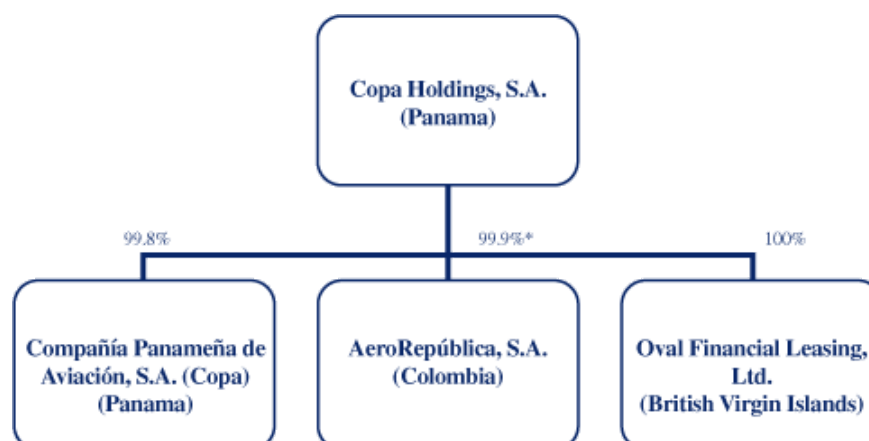 Copa Holdings, S.A.
(Panama)
99.8%
99.9%*
100%
Compañía Panameña de
Aviación, S.A. (Copa)
(Panama)
AeroRepública, S.A.
(Colombia)
Oval Financial Leasing,
Ltd.
(British Virgin Islands)